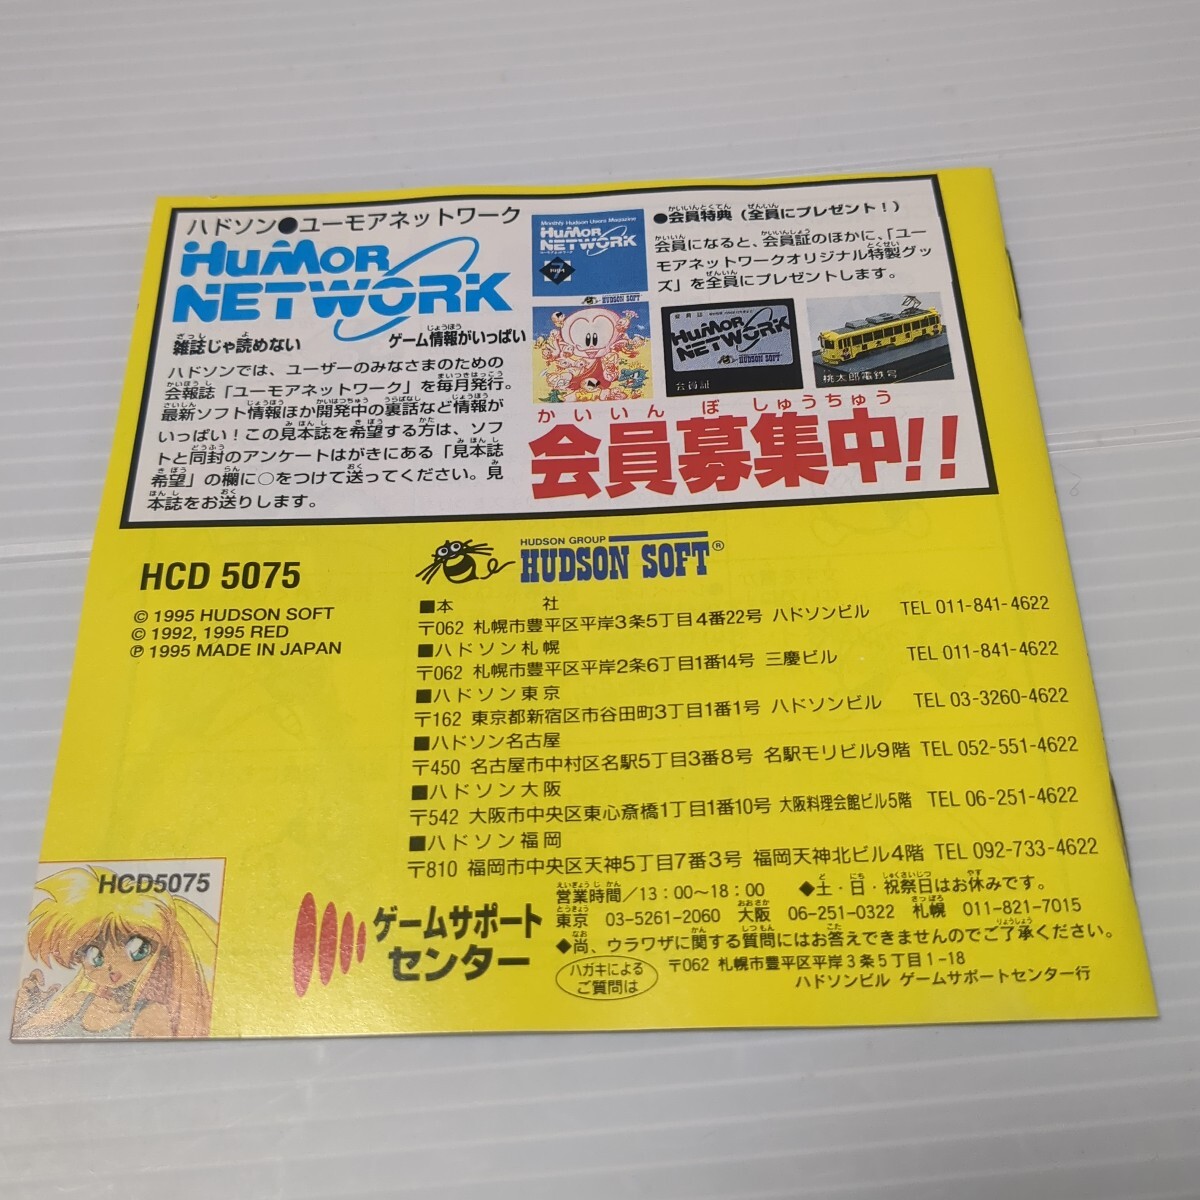 ハドソン●ユーモアネットワーク
HUMOR
NETWORK
雑誌じゃ読めない
ゲーム情報がいっぱい
ハドソンでは、ユーザーのみなさまのための
会報誌「ユーモアネットワーク」を毎月発行。
最新ソフト情報ほか開発中の裏話など情報が
いっぱい!この見本誌を希望する方は、ソフ
トと同封のアンケートはがきにある「見本誌
希望」の欄に○をつけて送ってください。見
本誌をお送りします。
Monthly Hudson Users Magazine
HUMOR
NETWORK
HUDSON SOFT
●会員特典(全員にプレゼント!)
会員になると、会員証のほかに、「ユー
モアネットワークオリジナル特製グッ
ズ」を全員にプレゼントします。
HUMOR
NETWORK
HUDSON SOFT
会員証
桃太郎電鉄号
かいいんぼしゅうちゅう
会員募集中!!
HCD 5075
© 1995 HUDSON SOFT
© 1992, 1995 RED
℗ 1995 MADE IN JAPAN
HUDSON GROUP
HUDSON SOFT®
■本 社
〒062 札幌市豊平区平岸3条5丁目4番22号 ハドソンビル TEL 011-841-4622
■ハドソン札幌
〒062 札幌市豊平区平岸2条6丁目1番14号 三慶ビル TEL 011-841-4622
■ハドソン東京
〒162 東京都新宿区市谷田町3丁目1番1号 ハドソンビル TEL 03-3260-4622
■ハドソン名古屋
〒450 名古屋市中村区名駅5丁目3番8号 名駅モリビル9階 TEL 052-551-4622
■ハドソン大阪
〒542 大阪市中央区東心斎橋1丁目1番10号 大阪料理会館ビル5階 TEL 06-251-4622
■ハドソン福岡
〒810 福岡市中央区天神5丁目7番3号 福岡天神北ビル4階 TEL 092-733-4622
HCD5075
ゲームサポート
センター
営業時間/13:00〜18:00 ◆土・日・祝祭日はお休みです。
東京 03-5261-2060 大阪 06-251-0322 札幌 011-821-7015
◆尚、ウラワザに関する質問にはお答えできませんのでご了承ください。
ハガキによる
ご質問は
〒062 札幌市豊平区平岸3条5丁目1-18
ハドソンビル ゲームサポートセンター行